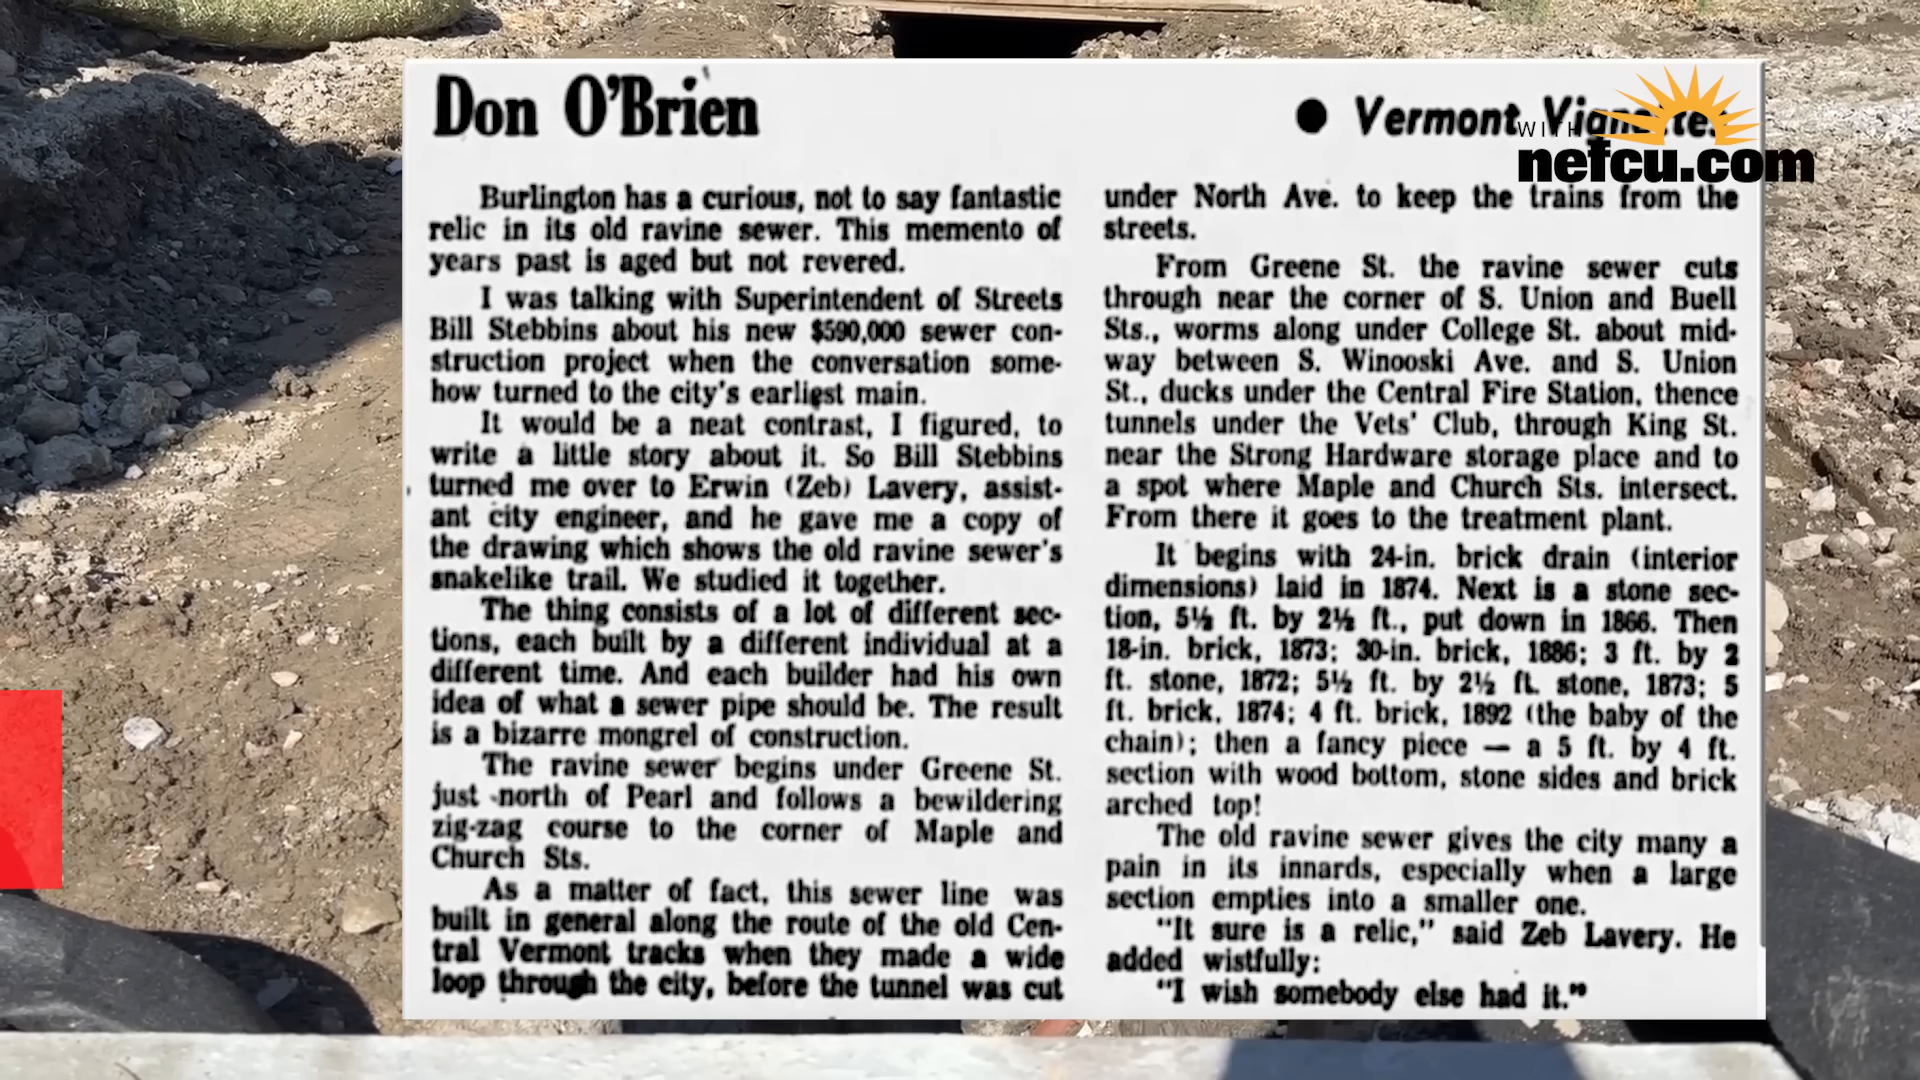 Don O'Brien
● Vermont
WITH
nefcu.com
Burlington has a curious, not to say fantastic
relic in its old ravine sewer. This memento of
years past is aged but not revered.
I was talking with Superintendent of Streets
Bill Stebbins about his new $590,000 sewer con-
struction project when the conversation some-
how turned to the city's earliest main.
It would be a neat contrast, I figured, to
write a little story about it. So Bill Stebbins
turned me over to Erwin (Zeb) Lavery, assist-
ant city engineer, and he gave me a copy of
the drawing which shows the old ravine sewer's
snakelike trail. We studied it together.
The thing consists of a lot of different sec-
tions, each built by a different individual at a
different time. And each builder had his own
idea of what a sewer pipe should be. The result
is a bizarre mongrel of construction.
The ravine sewer begins under Greene St.
just north of Pearl and follows a bewildering
zig-zag course to the corner of Maple and
Church Sts.
As a matter of fact, this sewer line was
built in general along the route of the old Cen-
tral Vermont tracks when they made a wide
loop through the city, before the tunnel was cut
under North Ave. to keep the trains from the
streets.
From Greene St. the ravine sewer cuts
through near the corner of S. Union and Buell
Sts., worms along under College St. about mid-
way between S. Winooski Ave. and S. Union
St., ducks under the Central Fire Station, thence
tunnels under the Vets' Club, through King St.
near the Strong Hardware storage place and to
a spot where Maple and Church Sts. intersect.
From there it goes to the treatment plant.
It begins with 24-in. brick drain (interior
dimensions) laid in 1874. Next is a stone sec-
tion, 5½ ft. by 2½ ft., put down in 1866. Then
18-in. brick, 1873; 30-in. brick, 1886; 3 ft. by 2
ft. stone, 1872; 5½ ft. by 2½ ft. stone, 1873; 5
ft. brick, 1874; 4 ft. brick, 1892 (the baby of the
chain); then a fancy piece — a 5 ft. by 4 ft.
section with wood bottom, stone sides and brick
arched top!
The old ravine sewer gives the city many a
pain in its innards, especially when a large
section empties into a smaller one.
"It sure is a relic," said Zeb Lavery. He
added wistfully:
"I wish somebody else had it."